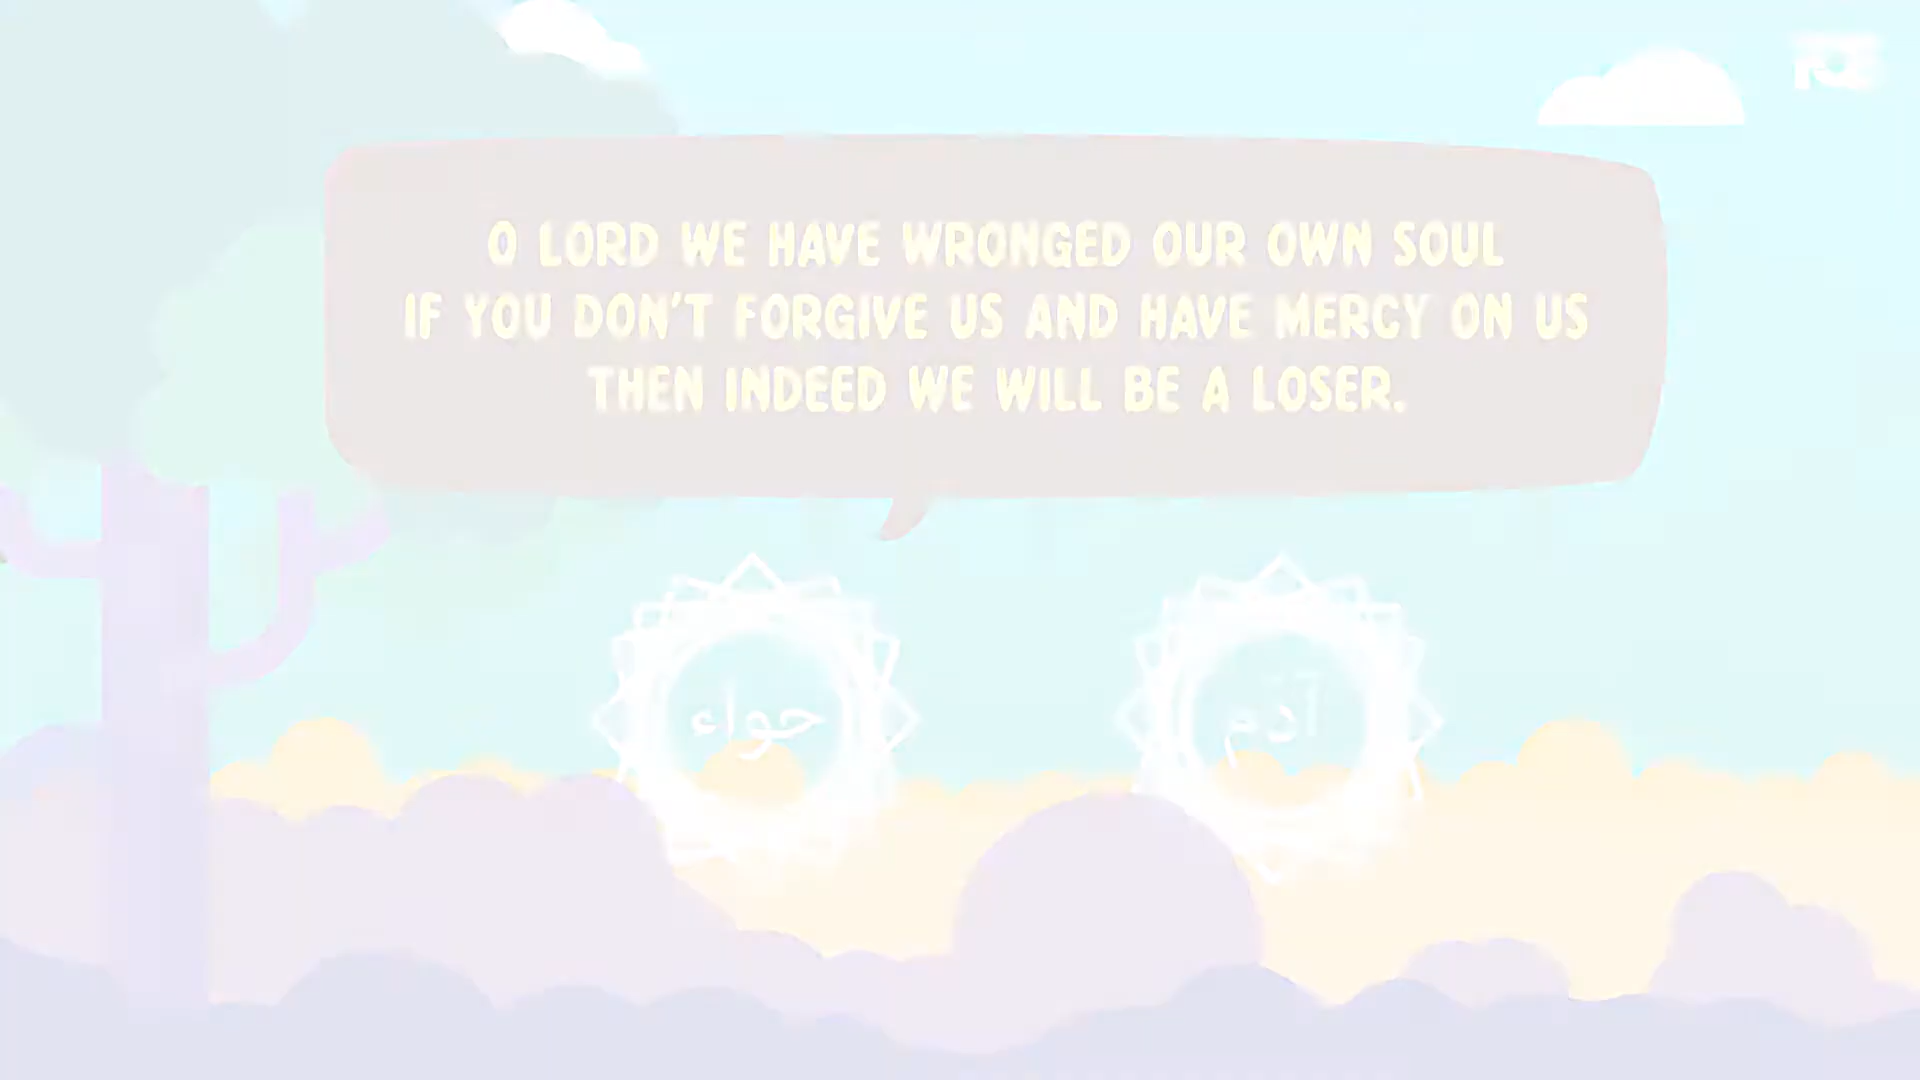 O LORD WE HAVE WRONGED OUR OWN SOUL
IF YOU DON'T FORGIVE US AND HAVE MERCY ON US
THEN INDEED WE WILL BE A LOSER.
حواء
آدم